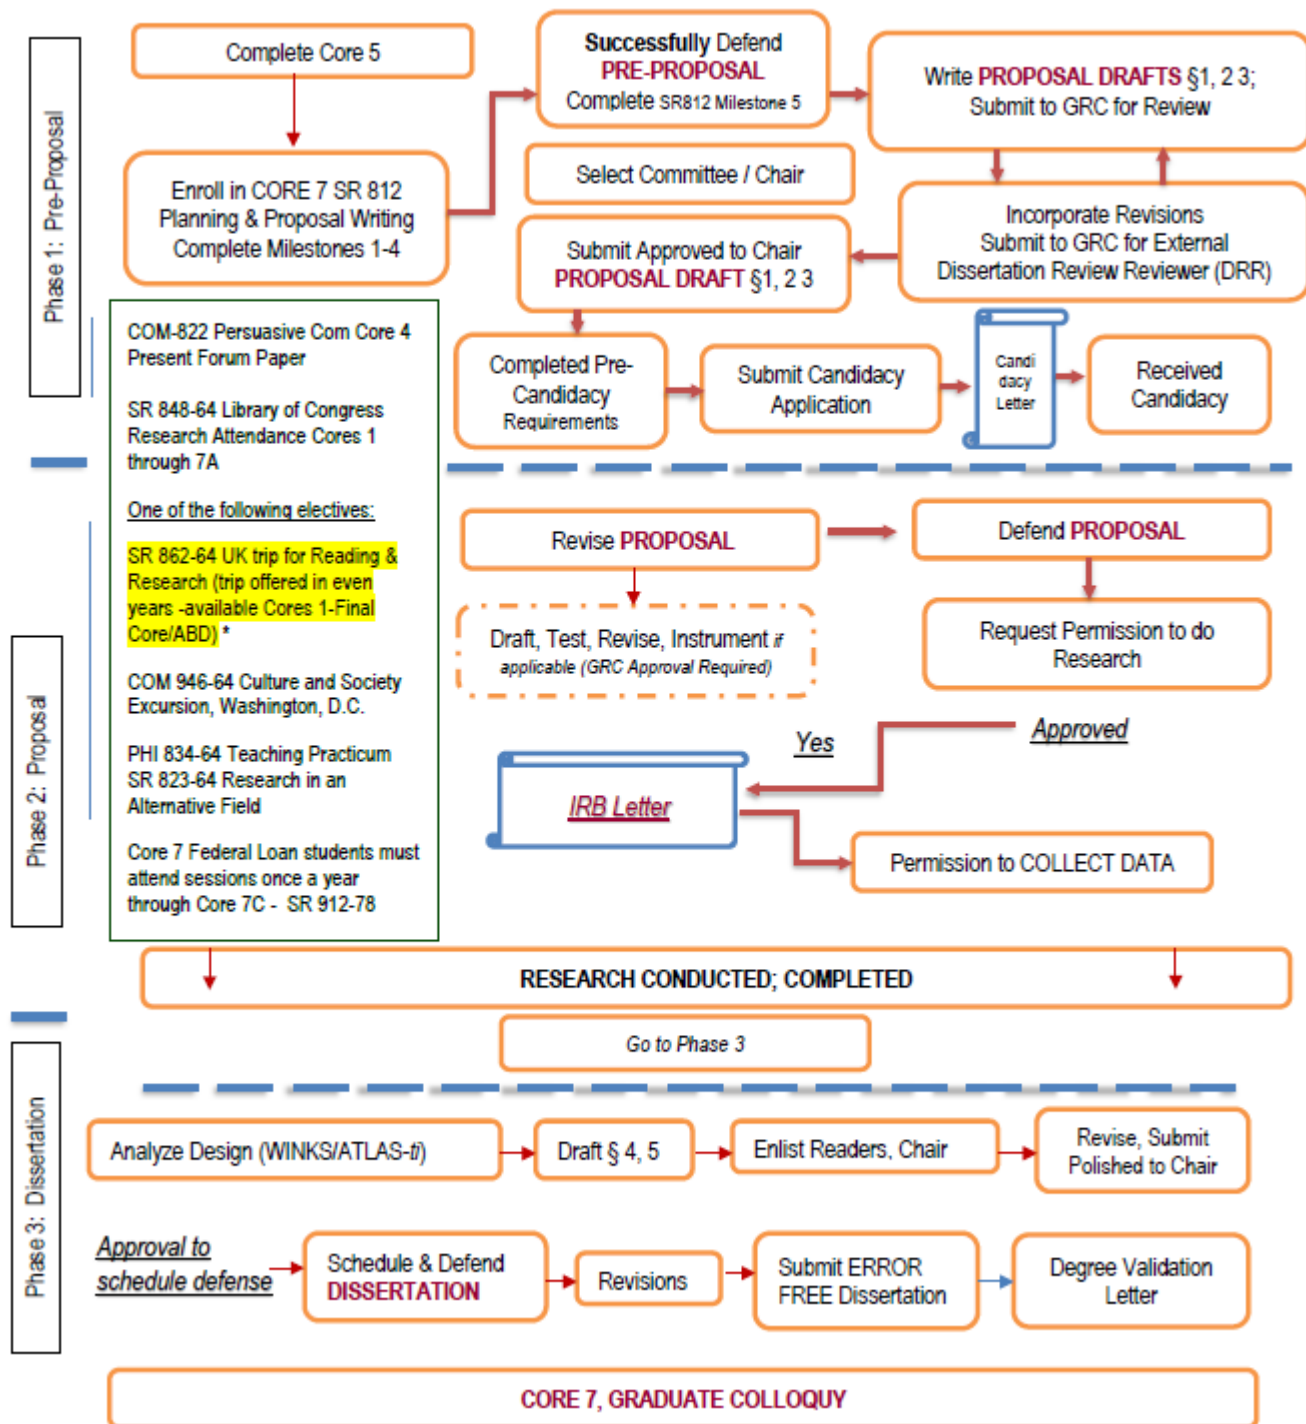 Phase 1: Pre-Proposal
Complete Core 5
Successfully Defend
PRE-PROPOSAL
Complete SR812 Milestone 5
Write PROPOSAL DRAFTS §1, 2 3;
Submit to GRC for Review
Enroll in CORE 7 SR 812
Planning & Proposal Writing
Complete Milestones 1-4
Select Committee / Chair
Incorporate Revisions
Submit to GRC for External
Dissertation Review Reviewer (DRR)
Submit Approved to Chair
PROPOSAL DRAFT §1, 2 3
Completed Pre-
Candidacy
Requirements
Submit Candidacy
Application
Candi
dacy
Letter
Received
Candidacy
COM-822 Persuasive Com Core 4
Present Forum Paper
SR 848-64 Library of Congress
Research Attendance Cores 1
through 7A
One of the following electives:
SR 862-64 UK trip for Reading &
Research (trip offered in even
years -available Cores 1-Final
Core/ABD) *
COM 946-64 Culture and Society
Excursion, Washington, D.C.
PHI 834-64 Teaching Practicum
SR 823-64 Research in an
Alternative Field
Core 7 Federal Loan students must
attend sessions once a year
through Core 7C - SR 912-78
Phase 2: Proposal
Revise PROPOSAL
Defend PROPOSAL
Draft, Test, Revise, Instrument if
applicable (GRC Approval Required)
Request Permission to do
Research
Yes
Approved
IRB Letter
Permission to COLLECT DATA
RESEARCH CONDUCTED; COMPLETED
Go to Phase 3
Phase 3: Dissertation
Analyze Design (WINKS/ATLAS-ti)
Draft § 4, 5
Enlist Readers, Chair
Revise, Submit
Polished to Chair
Approval to
schedule defense
Schedule & Defend
DISSERTATION
Revisions
Submit ERROR
FREE Dissertation
Degree Validation
Letter
CORE 7, GRADUATE COLLOQUY